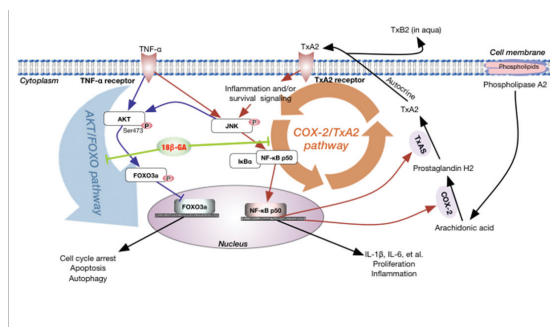 TxB2 (in aqua)
TNF-α
TxA2
Cell membrane
Phospholipids
Cytoplasm
TNF-α receptor
TxA2 receptor
Phospholipase A2
Inflammation and/or
survival signaling
Autocrine
TxA2
AKT
P
Ser473
JNK
P
COX-2/TxA2
pathway
AKT/FOXO pathway
18β-GA
IκBα
NF-κB p50
TxAS
Prostaglandin H2
FOXO3a
P
COX-2
FOXO3a
NF-κB p50
Arachidonic acid
Nucleus
Cell cycle arrest
Apoptosis
Autophagy
IL-1β, IL-6, et al.
Proliferation
Inflammation